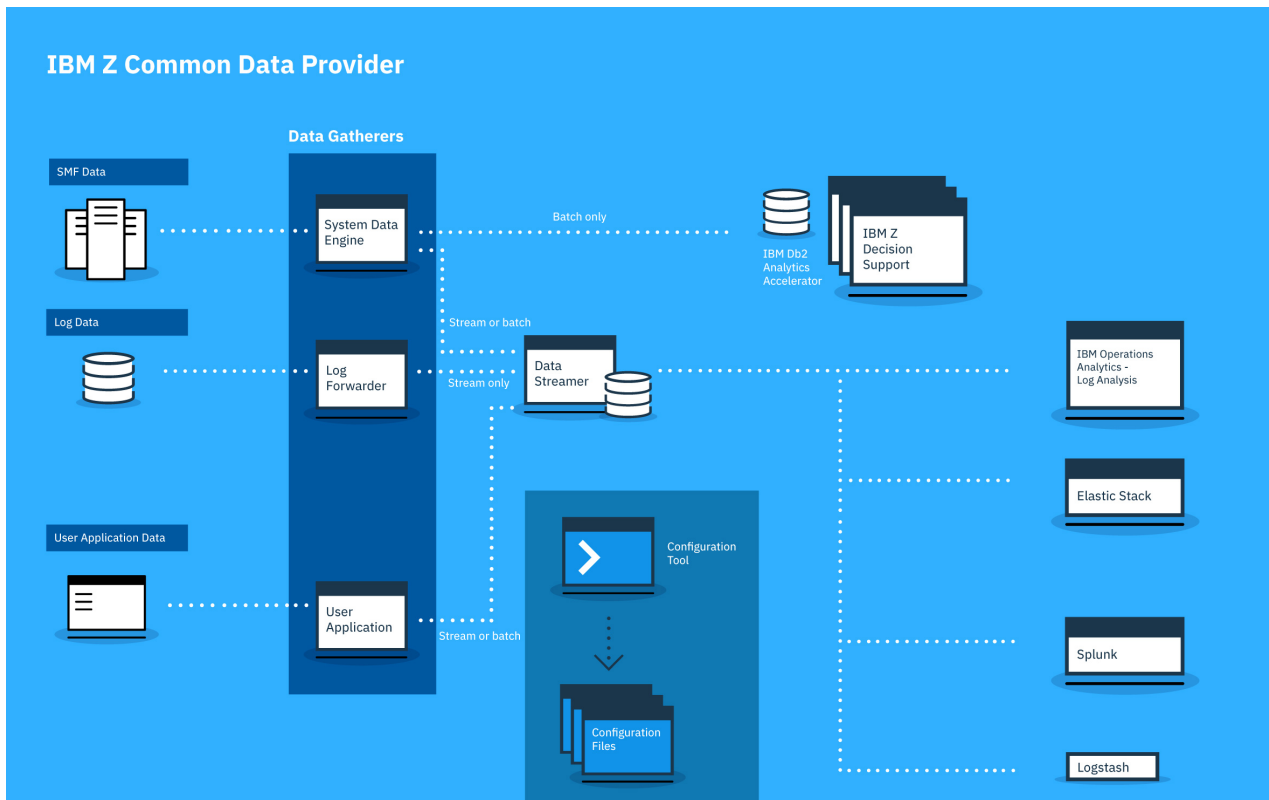 IBM Z Common Data Provider
Data Gatherers
SMF Data
System Data
Engine
Batch only
IBM Db2
Analytics
Accelerator
IBM Z
Decision
Support
Log Data
Log
Forwarder
Stream or batch
Stream only
Data
Streamer
IBM Operations
Analytics -
Log Analysis
Elastic Stack
User Application Data
User
Application
Stream or batch
Configuration
Tool
Configuration
Files
Splunk
Logstash